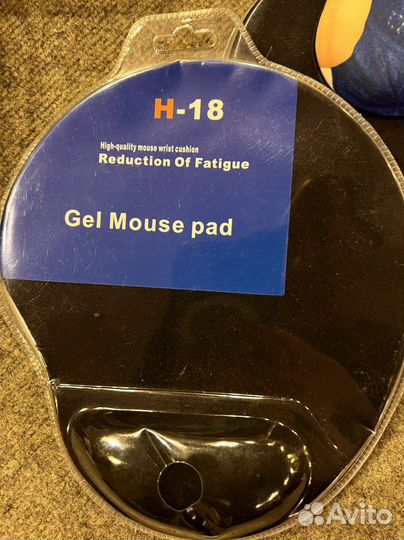 H-18
High-quality mouse wrist cushion
Reduction Of Fatigue
Gel Mouse pad
Avito